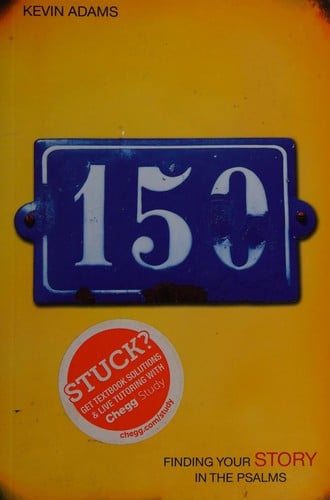 KEVIN ADAMS
150
STUCK?
GET TEXTBOOK SOLUTIONS
& LIVE TUTORING WITH
Chegg Study
chegg.com/study
FINDING YOUR STORY
IN THE PSALMS